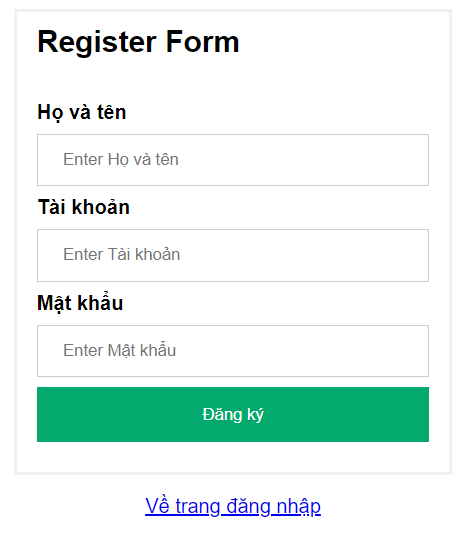 Register Form
Họ và tên
Enter Họ và tên
Tài khoản
Enter Tài khoản
Mật khẩu
Enter Mật khẩu
Đăng ký
Về trang đăng nhập